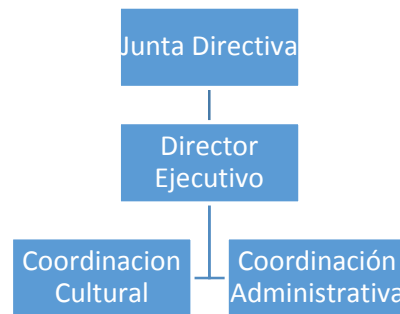 Junta Directiva
Director
Ejecutivo
Coordinacion
Cultural
Coordinación
Administrativa